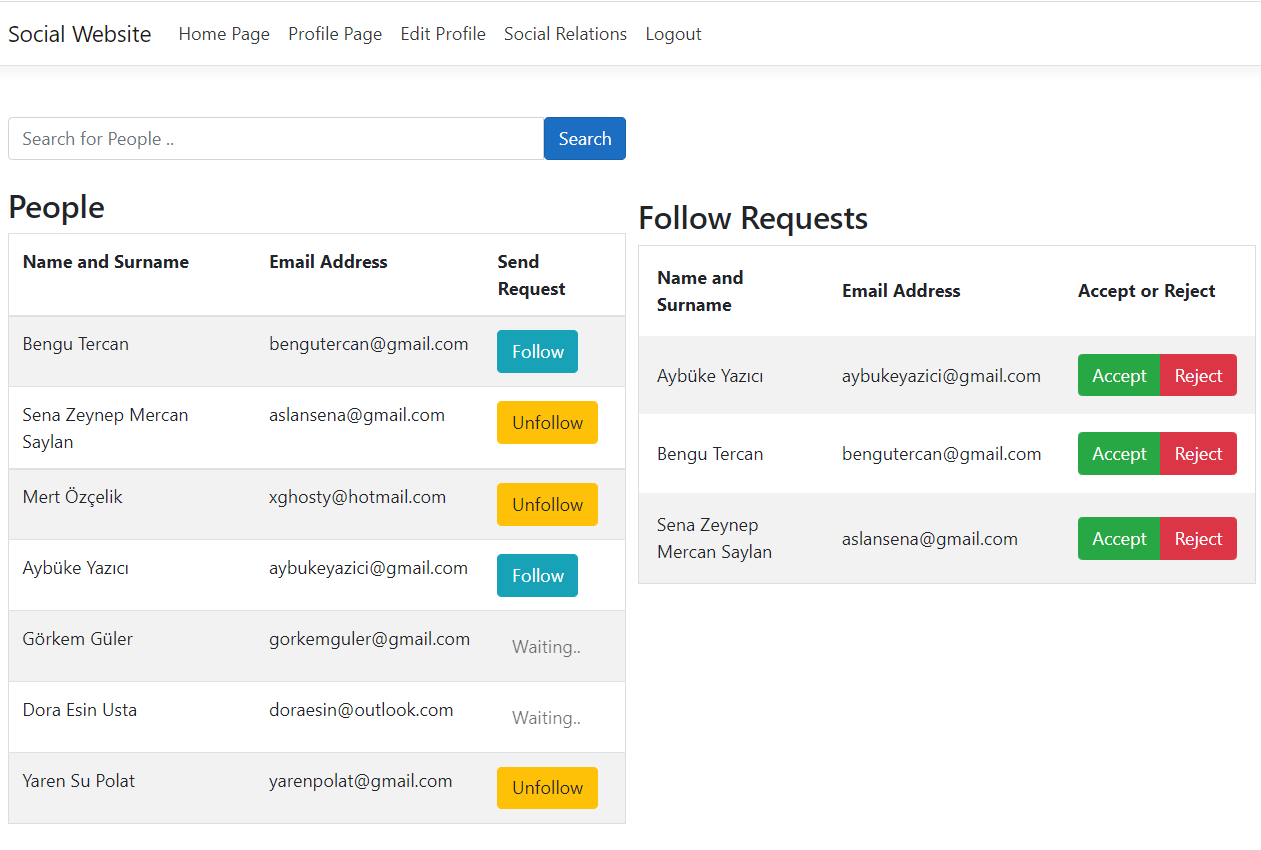 Social Website Home Page Profile Page Edit Profile Social Relations Logout
Search for People .. Search
People
Name and Surname Email Address Send Request
Bengu Tercan bengutercan@gmail.com Follow
Sena Zeynep Mercan Saylan aslansena@gmail.com Unfollow
Mert Özçelik xghosty@hotmail.com Unfollow
Aybüke Yazıcı aybukeyazici@gmail.com Follow
Görkem Güler gorkemguler@gmail.com Waiting..
Dora Esin Usta doraesin@outlook.com Waiting..
Yaren Su Polat yarenpolat@gmail.com Unfollow
Follow Requests
Name and Surname Email Address Accept or Reject
Aybüke Yazıcı aybukeyazici@gmail.com Accept Reject
Bengu Tercan bengutercan@gmail.com Accept Reject
Sena Zeynep Mercan Saylan aslansena@gmail.com Accept Reject